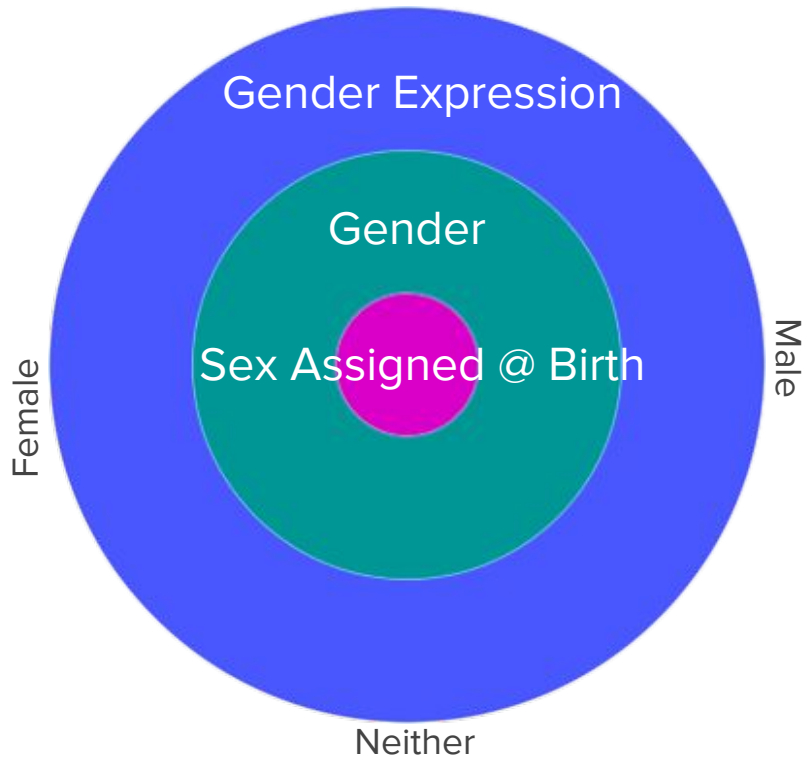 Gender Expression
Gender
Sex Assigned @ Birth
Female
Male
Neither